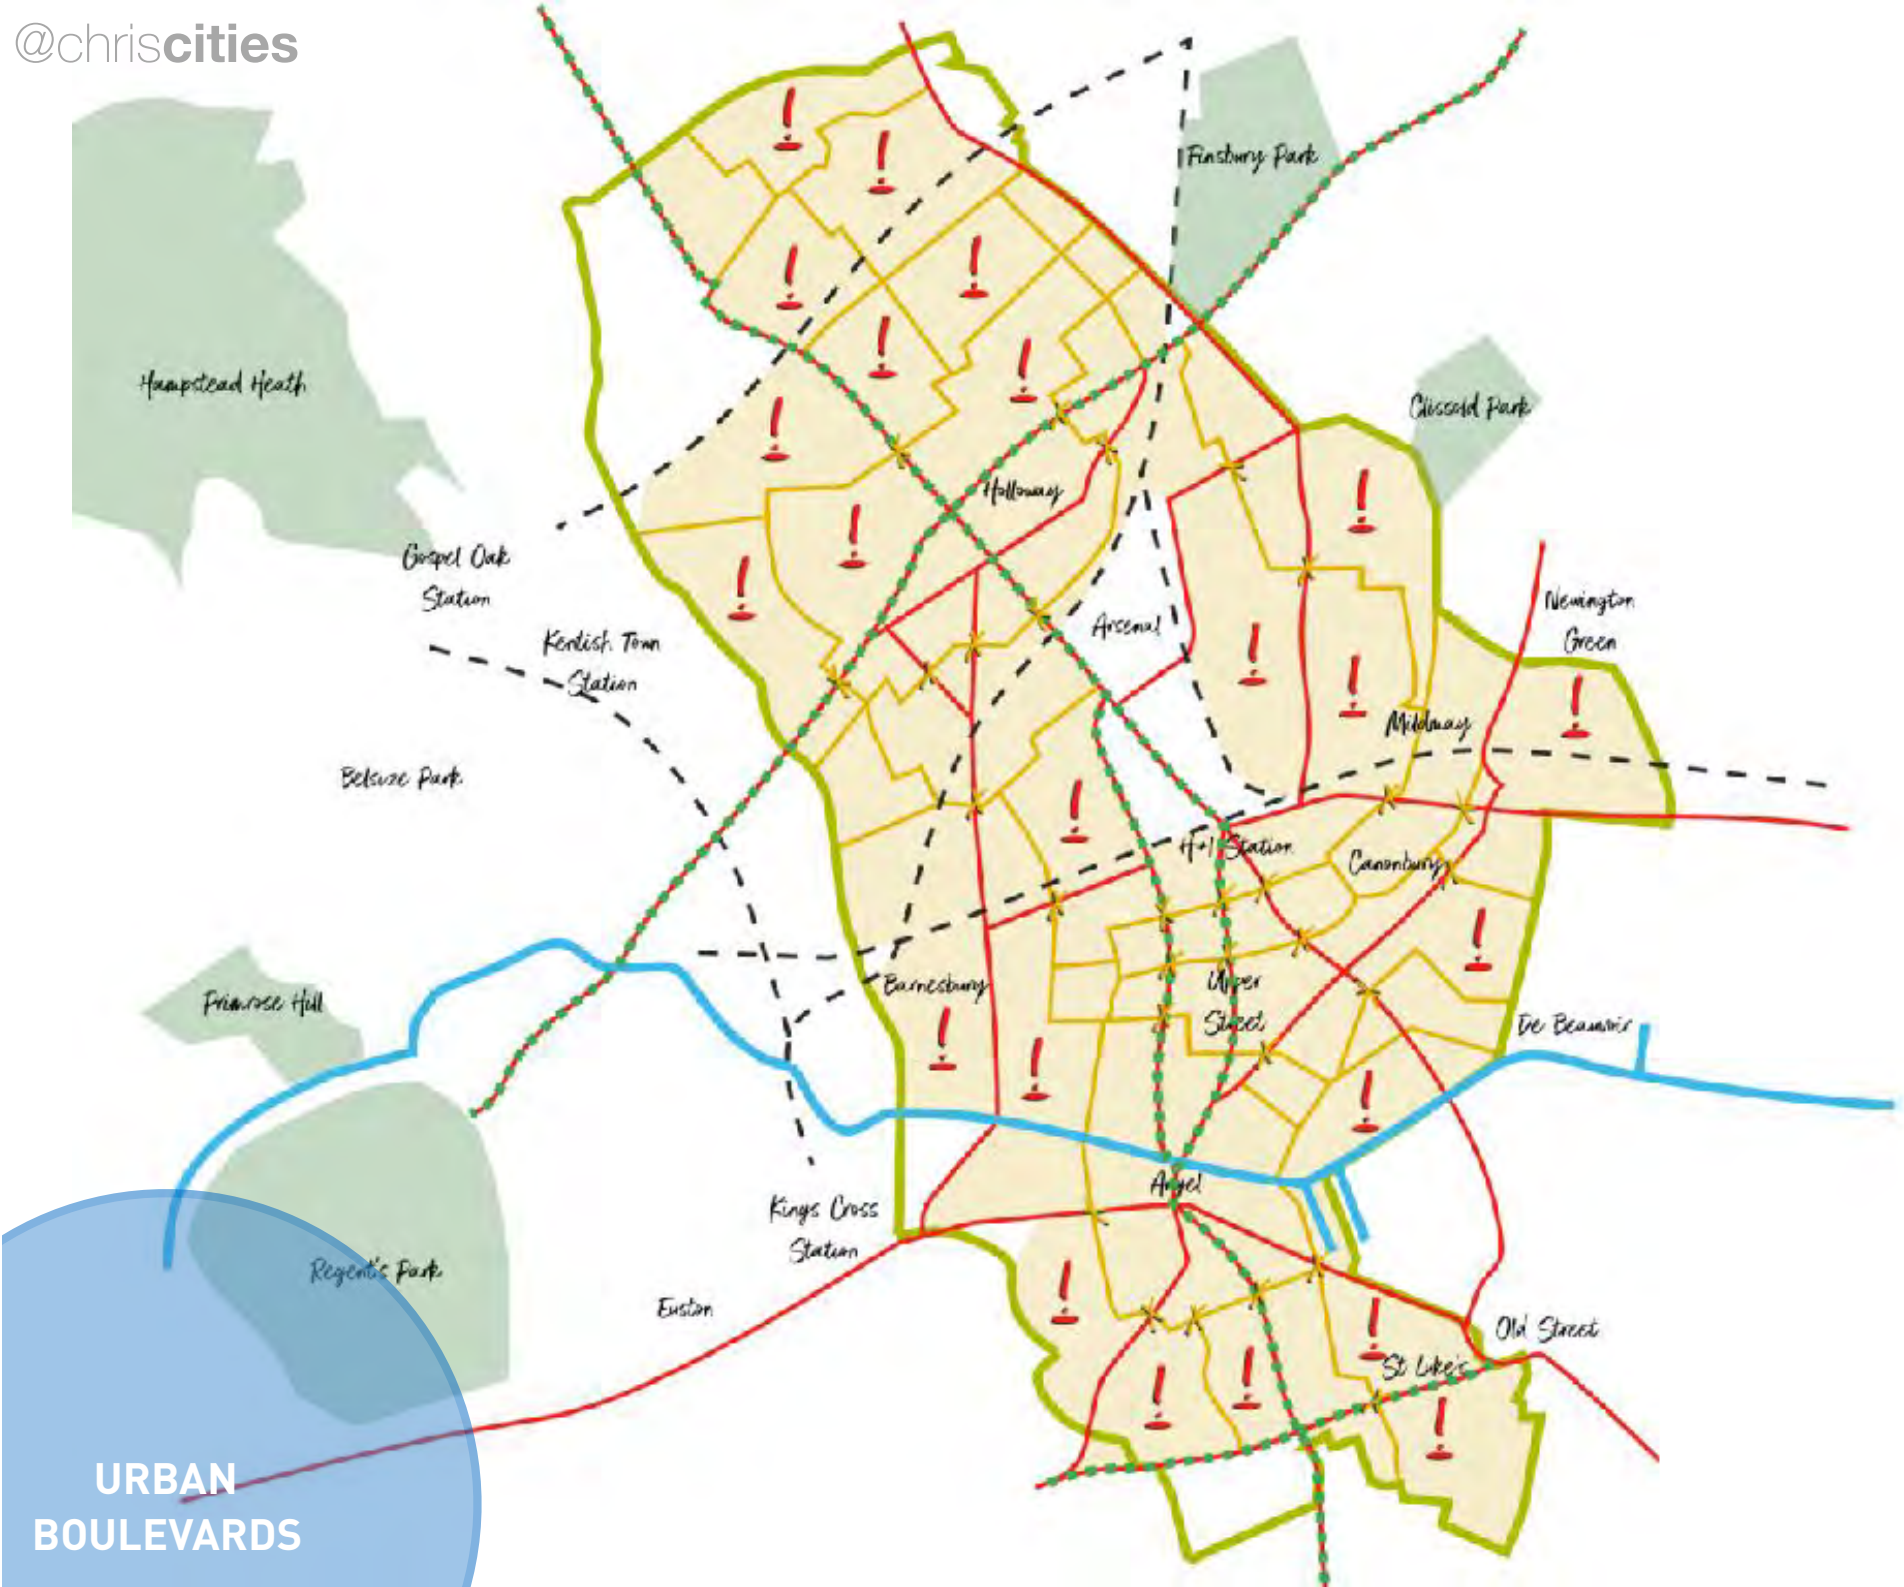 @chriscities
Finsbury Park
Hampstead Heath
Clissold Park
Holloway
Gospel Oak
Station
Newington
Green
Arsenal
Kentish Town
Station
Mildmay
Belsize Park
H+I Station
Canonbury
Barnesbury
Upper
Street
Primrose Hill
De Beauvoir
Angel
Kings Cross
Station
Regent's Park
Euston
Old Street
St Luke's
URBAN
BOULEVARDS